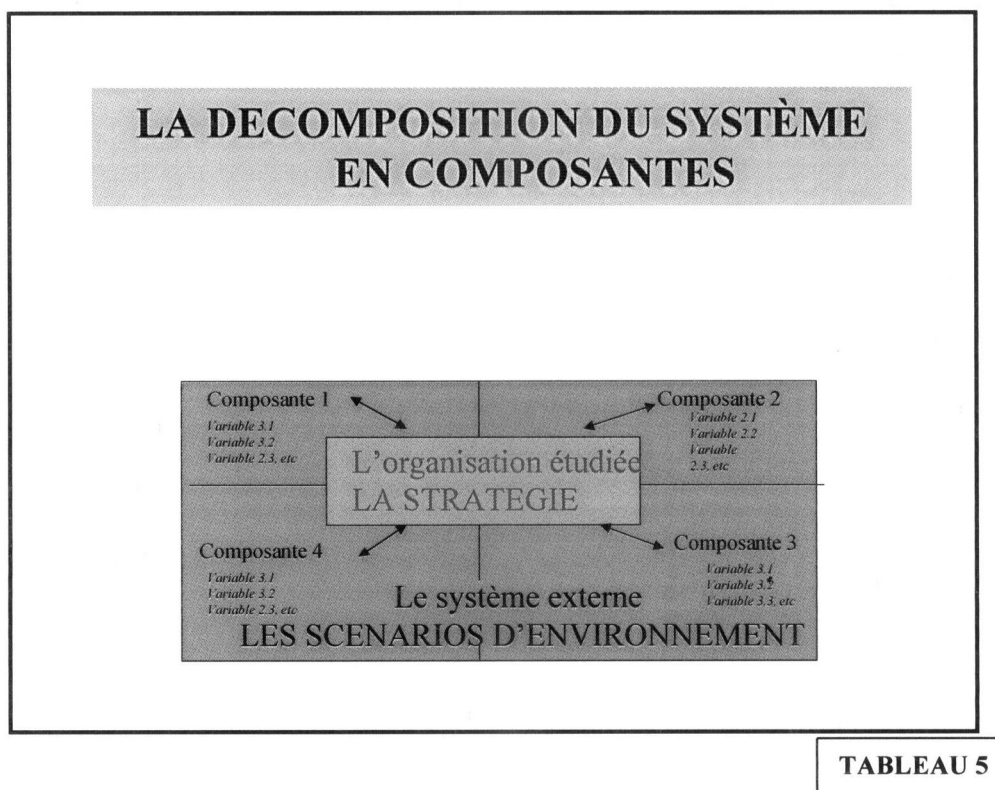 LA DECOMPOSITION DU SYSTÈME
EN COMPOSANTES
Composante 1
Variable 3.1
Variable 3.2
Variable 2.3, etc
Composante 2
Variable 2.1
Variable 2.2
Variable
2.3, etc
L'organisation étudiée
LA STRATEGIE
Composante 4
Variable 3.1
Variable 3.2
Variable 2.3, etc
Composante 3
Variable 3.1
Variable 3.2
Variable 3.3, etc
Le système externe
LES SCENARIOS D'ENVIRONNEMENT
TABLEAU 5